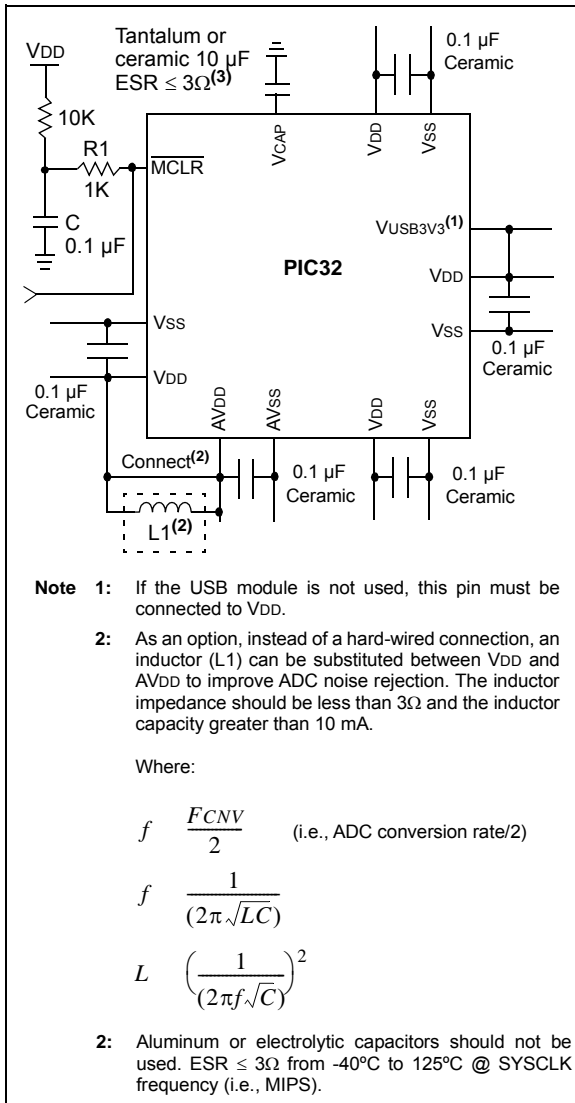 Tantalum or
ceramic 10 µF
ESR ≤ 3Ω(3)
0.1 µF
Ceramic
VDD
10K
R1
1K
C
0.1 µF
MCLR
VCAP
VDD
VSS
VUSB3V3(1)
VDD
VSS
PIC32
0.1 µF
Ceramic
VSS
VDD
0.1 µF
Ceramic
AVDD
AVSS
VDD
VSS
Connect(2)
L1(2)
0.1 µF
Ceramic
0.1 µF
Ceramic
Note 1: If the USB module is not used, this pin must be
connected to VDD.
2: As an option, instead of a hard-wired connection, an
inductor (L1) can be substituted between VDD and
AVDD to improve ADC noise rejection. The inductor
impedance should be less than 3Ω and the inductor
capacity greater than 10 mA.
Where:
f FCNV/2 (i.e., ADC conversion rate/2)
f 1/(2π√LC)
L (1/(2πf√C))²
2: Aluminum or electrolytic capacitors should not be
used. ESR ≤ 3Ω from -40ºC to 125ºC @ SYSCLK
frequency (i.e., MIPS).